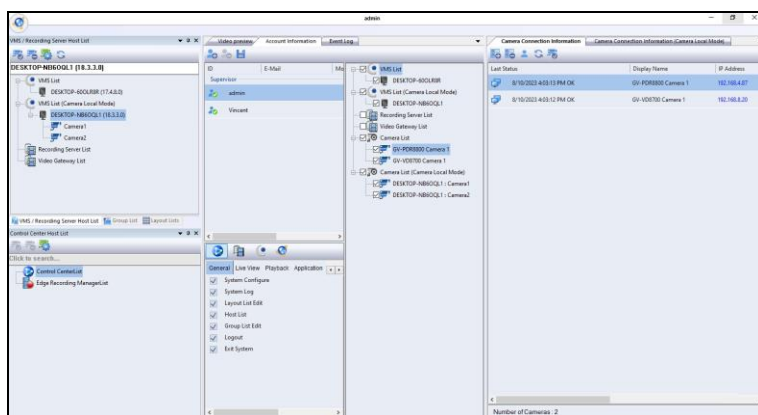 admin
VMS / Recording Server Host List
DESKTOP-NB6OQL1 (18.3.3.0)
VMS List
DESKTOP-60OLR8R (17.4.8.0)
VMS List (Camera Local Mode)
DESKTOP-NB6OQL1 (18.3.3.0)
Camera1
Camera2
Recording Server List
Video Gateway List
VMS / Recording Server Host List
Group List
Layout Lists
Control Center Host List
Click to search...
Control CenterList
Edge Recording ManagerList
Video preview
Account Information
Event Log
ID
E-Mail
Supervisor
admin
Vincent
General
Live View
Playback
Application
System Configure
System Log
Layout List Edit
Host List
Group List Edit
Logout
Exit System
VMS List
DESKTOP-60OLR8R
VMS List (Camera Local Mode)
DESKTOP-NB6OQL1
Recording Server List
Video Gateway List
Camera List
GV-PDR8800 Camera 1
GV-VD8700 Camera 1
Camera List (Camera Local Mode)
DESKTOP-NB6OQL1 : Camera1
DESKTOP-NB6OQL1 : Camera2
Camera Connection Information
Camera Connection Information (Camera Local Mode)
Last Status
Display Name
IP Address
8/10/2023 4:03:13 PM OK
GV-PDR8800 Camera 1
192.168.4.87
8/10/2023 4:03:12 PM OK
GV-VD8700 Camera 1
192.168.8.20
Number of Cameras : 2